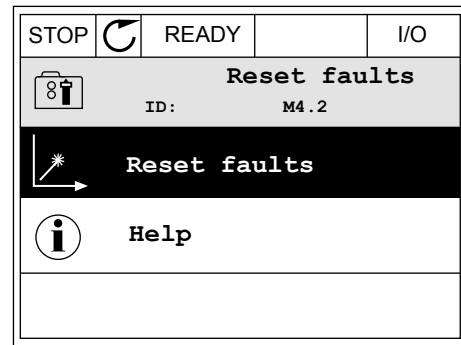 STOP READY I/O
Reset faults
ID: M4.2
Reset faults
Help